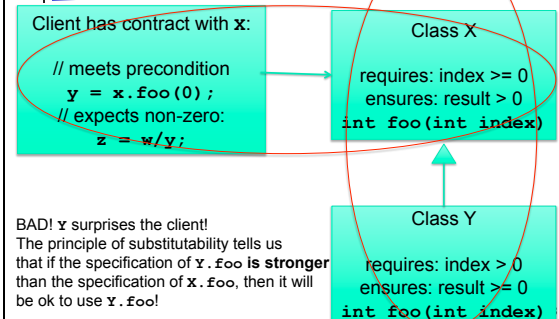 Client has contract with X:
// meets precondition
y = x.foo(0);
// expects non-zero:
z = w/y;
Class X
requires: index >= 0
ensures: result > 0
int foo(int index)
BAD! Y surprises the client!
The principle of substitutability tells us
that if the specification of Y.foo is stronger
than the specification of X.foo, then it will
be ok to use Y.foo!
Class Y
requires: index > 0
ensures: result >= 0
int foo(int index)